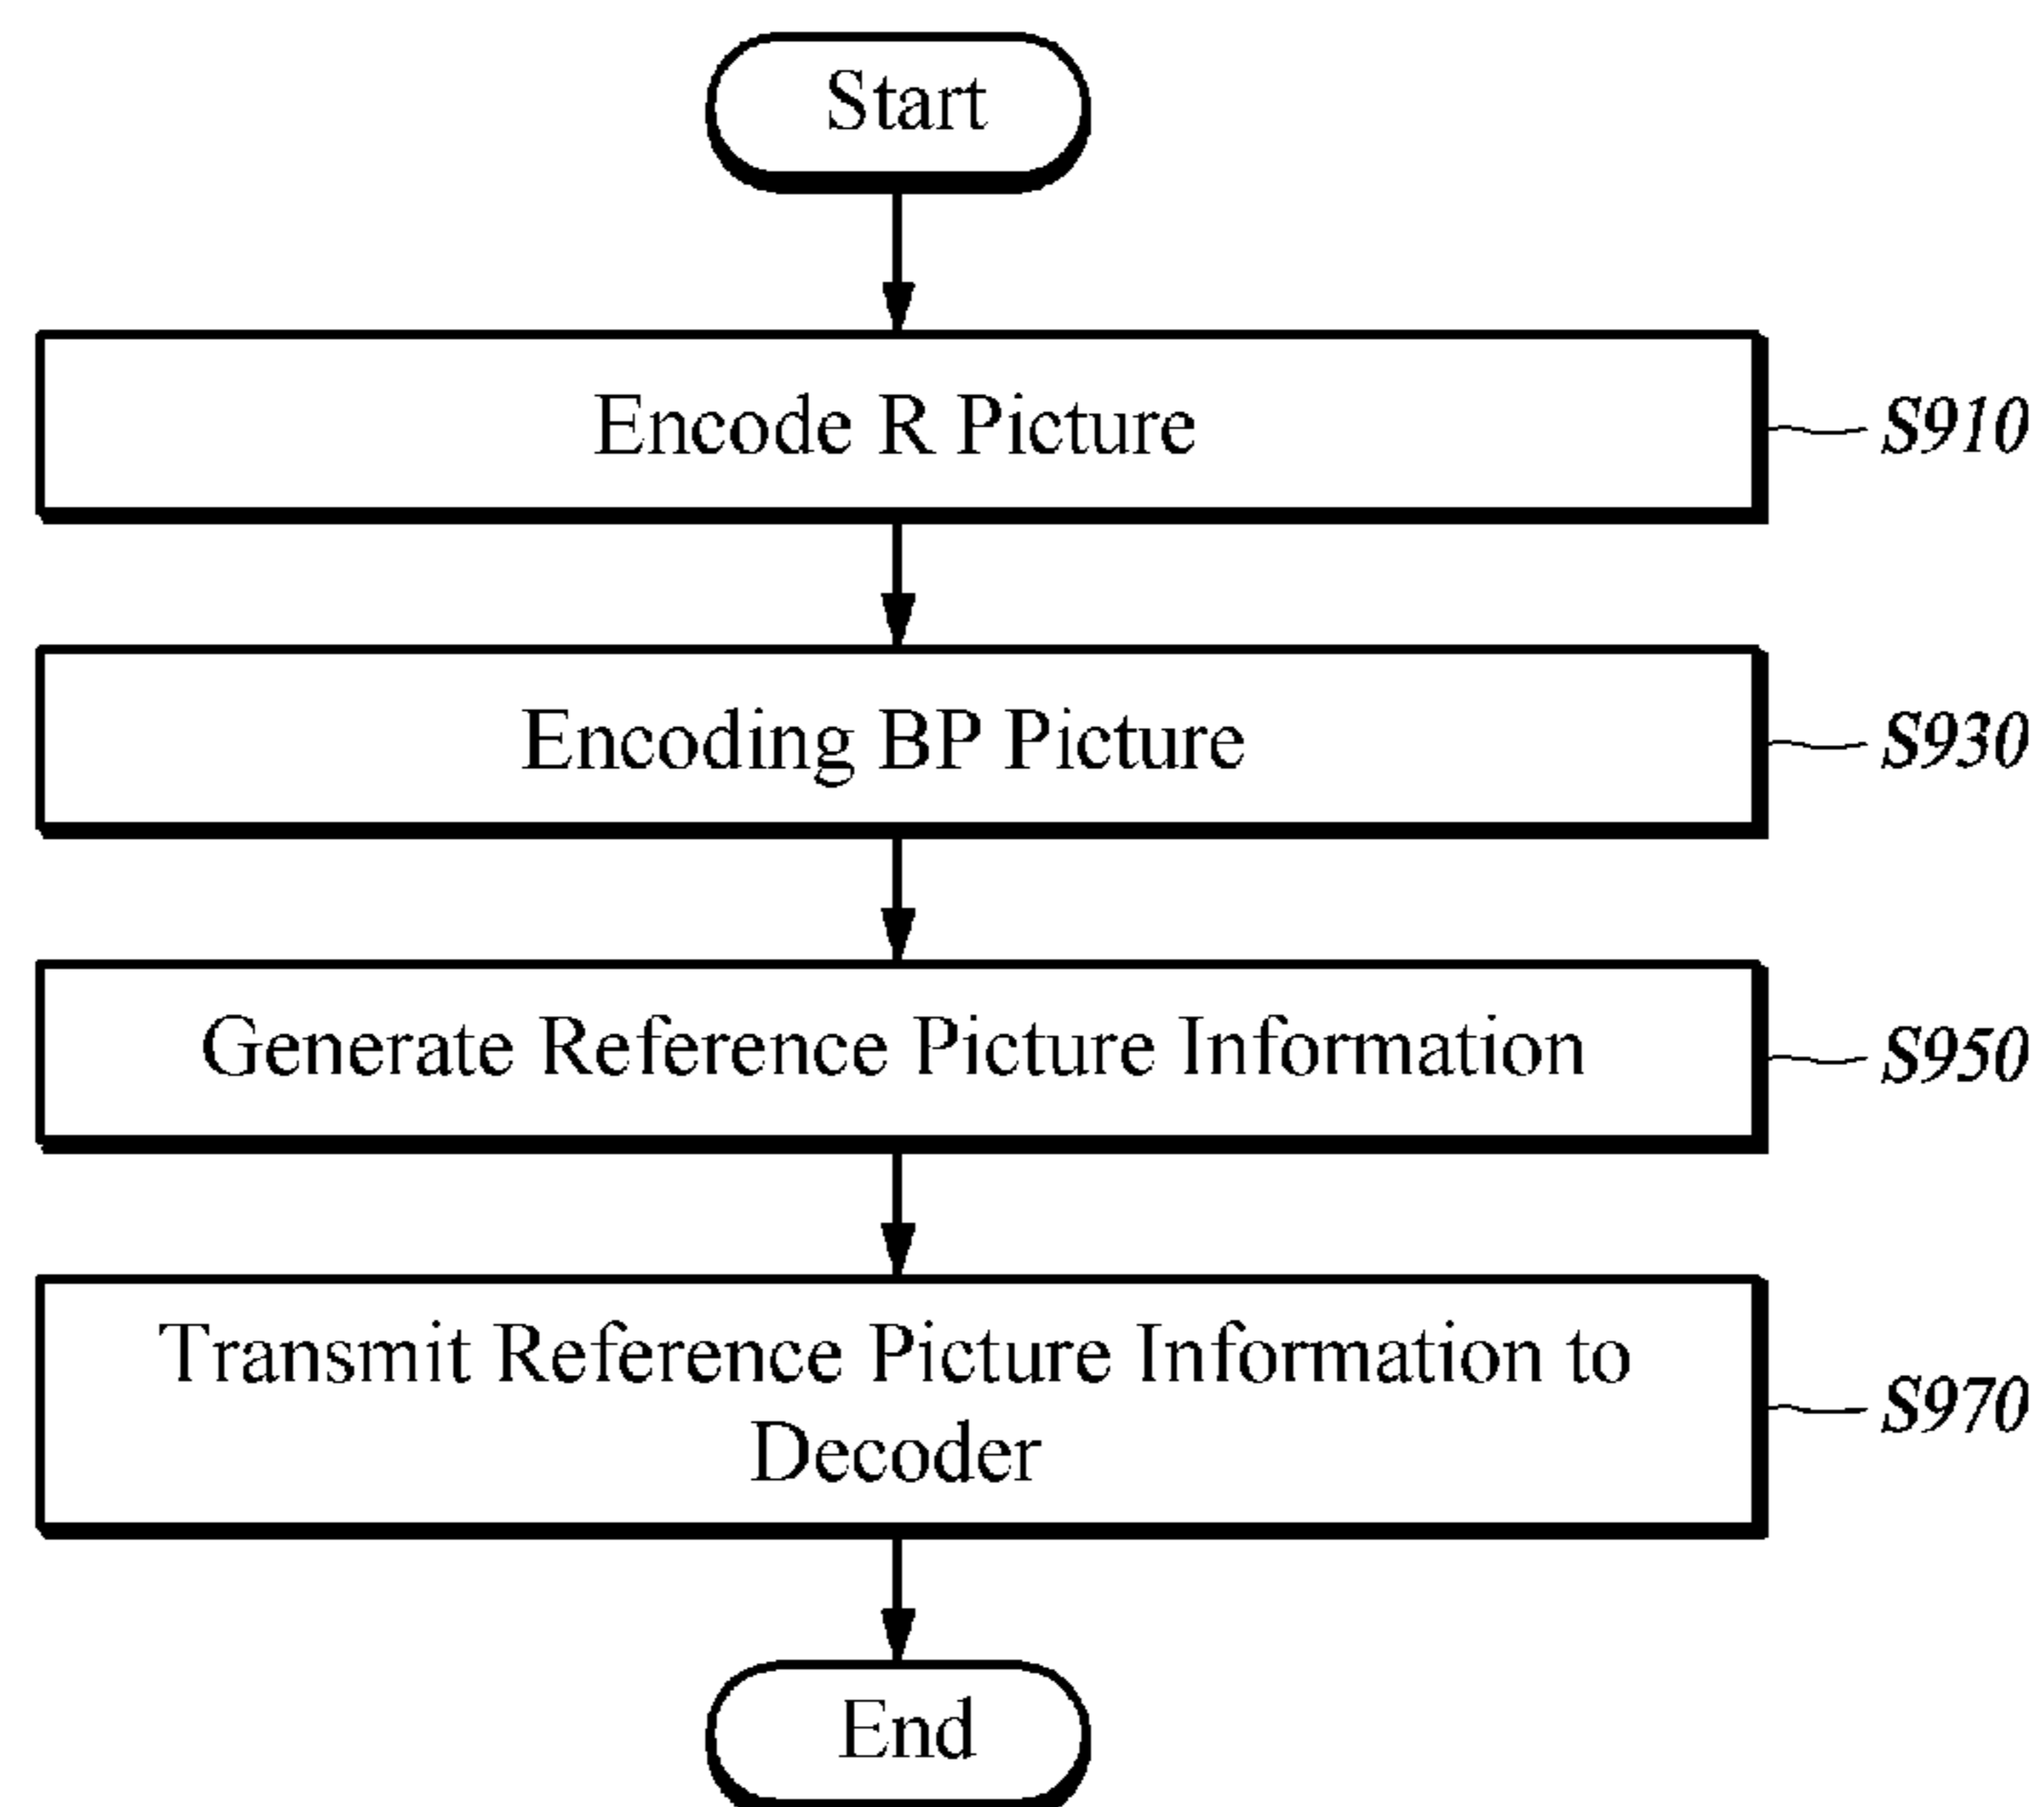 Start
Encode R Picture
S910
Encoding BP Picture
S930
Generate Reference Picture Information
S950
Transmit Reference Picture Information to
Decoder
S970
End